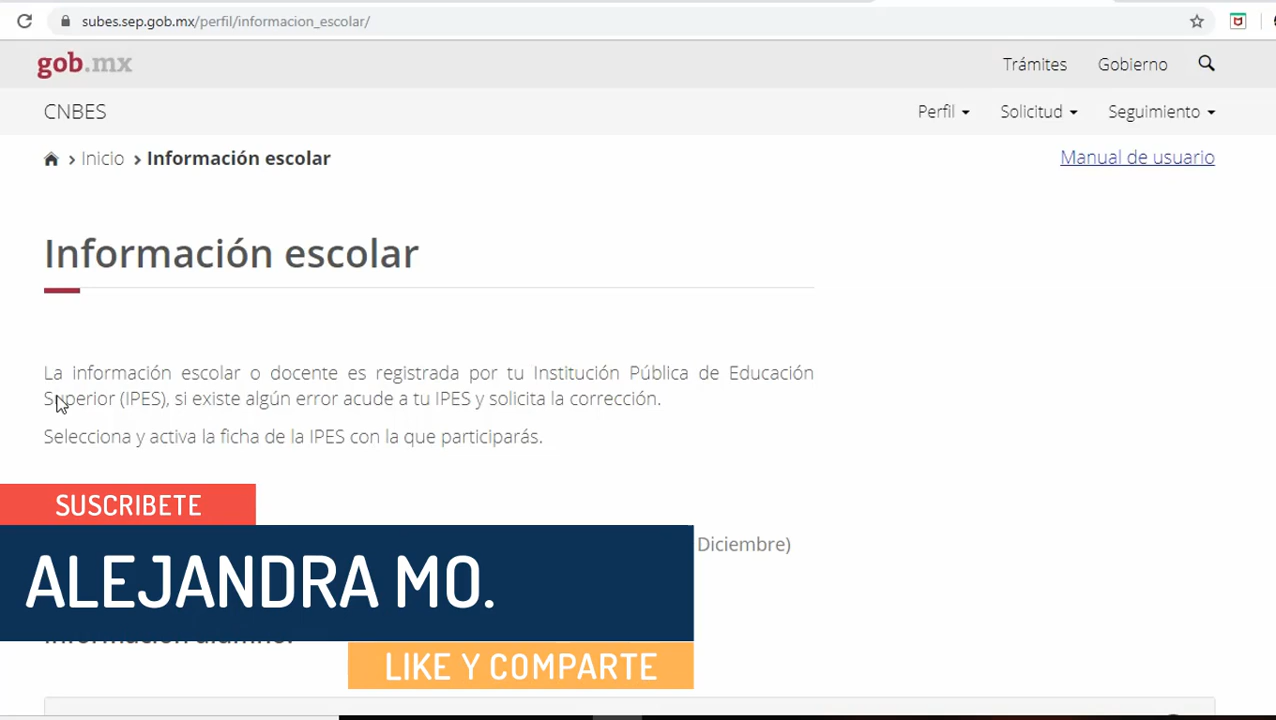 subes.sep.gob.mx/perfil/informacion_escolar/
gob.mx
Trámites
Gobierno
CNBES
Perfil
Solicitud
Seguimiento
Inicio
Información escolar
Manual de usuario
Información escolar
La información escolar o docente es registrada por tu Institución Pública de Educación
Superior (IPES), si existe algún error acude a tu IPES y solicita la corrección.
Selecciona y activa la ficha de la IPES con la que participarás.
SUSCRIBETE
Diciembre)
ALEJANDRA MO.
Información alumno.
LIKE Y COMPARTE